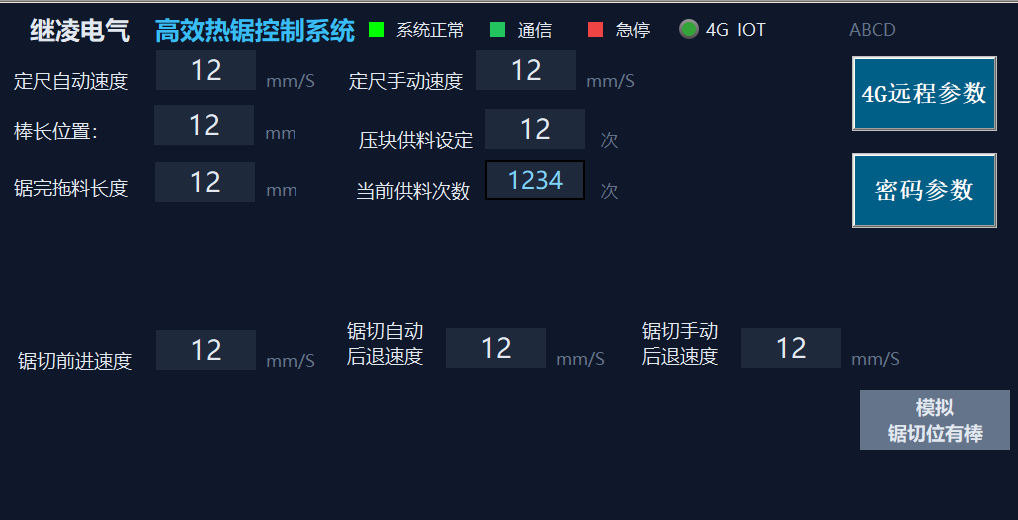 继凌电气 高效热锯控制系统 系统正常 通信 急停 4G IOT ABCD
定尺自动速度 12 mm/S 定尺手动速度 12 mm/S
4G远程参数
棒长位置: 12 mm 压块供料设定 12 次
锯完拖料长度 12 mm 当前供料次数 1234 次
密码参数
锯切前进速度 12 mm/S
锯切自动
后退速度 12 mm/S
锯切手动
后退速度 12 mm/S
模拟
锯切位有棒